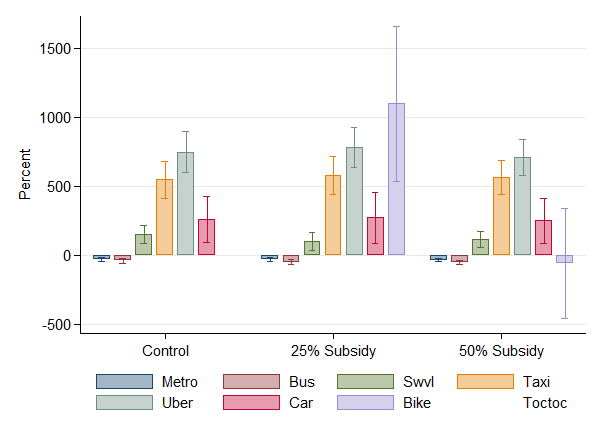 Percent
1500
1000
500
0
-500
Control 25% Subsidy 50% Subsidy
Metro Bus Swvl Taxi
Uber Car Bike Toctoc